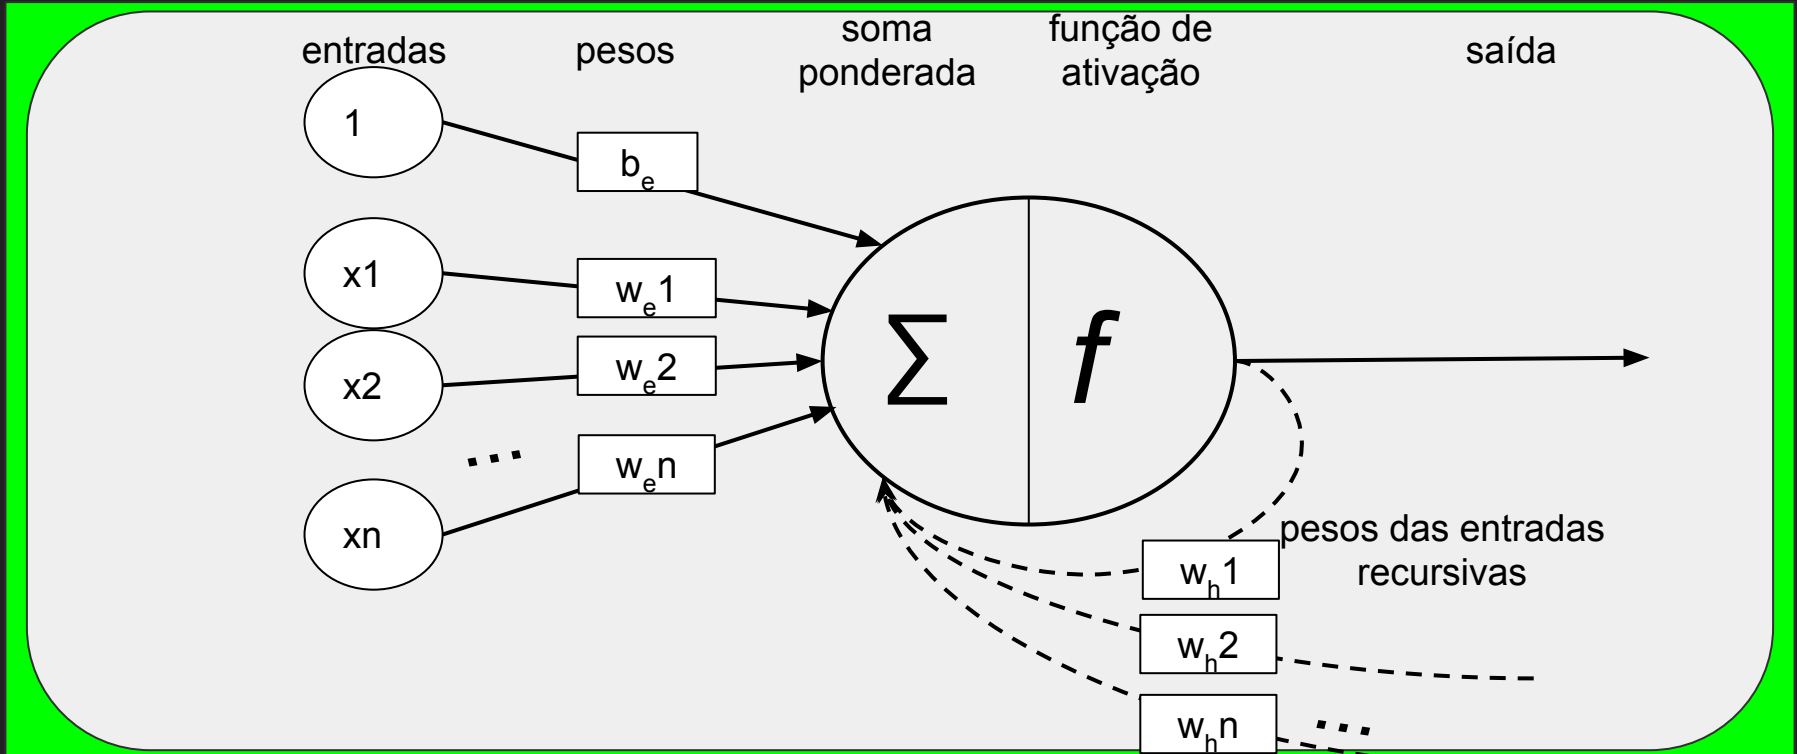 entradas
pesos
soma
ponderada
função de
ativação
saída
1
b_e
x1
w_e1
x2
w_e2
...
xn
w_en
Σ
f
pesos das entradas
recursivas
w_h1
w_h2
w_hn
...